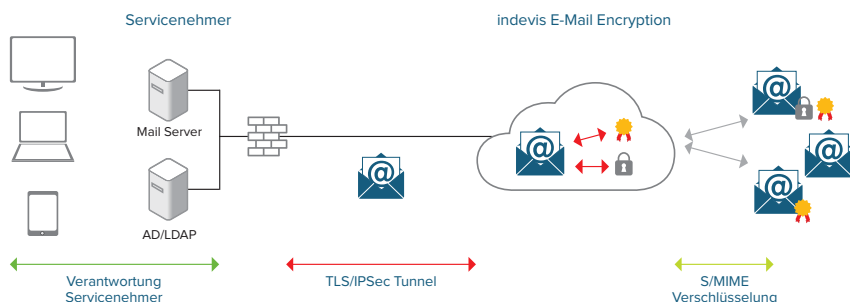 Servicenehmer
indevis E-Mail Encryption
Mail Server
AD/LDAP
Verantwortung
Servicenehmer
TLS/IPSec Tunnel
S/MIME
Verschlüsselung